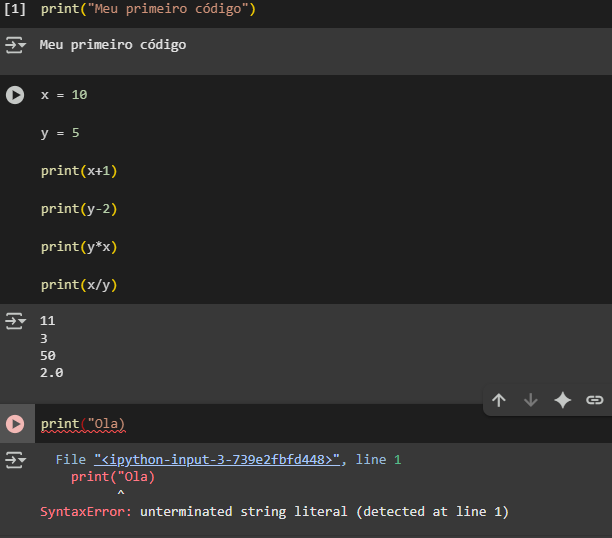 [1] print("Meu primeiro código")
Meu primeiro código
x = 10
y = 5
print(x+1)
print(y-2)
print(y*x)
print(x/y)
11
3
50
2.0
print("Ola)
File "<ipython-input-3-739e2fbfd448>", line 1
print("Ola)
^
SyntaxError: unterminated string literal (detected at line 1)